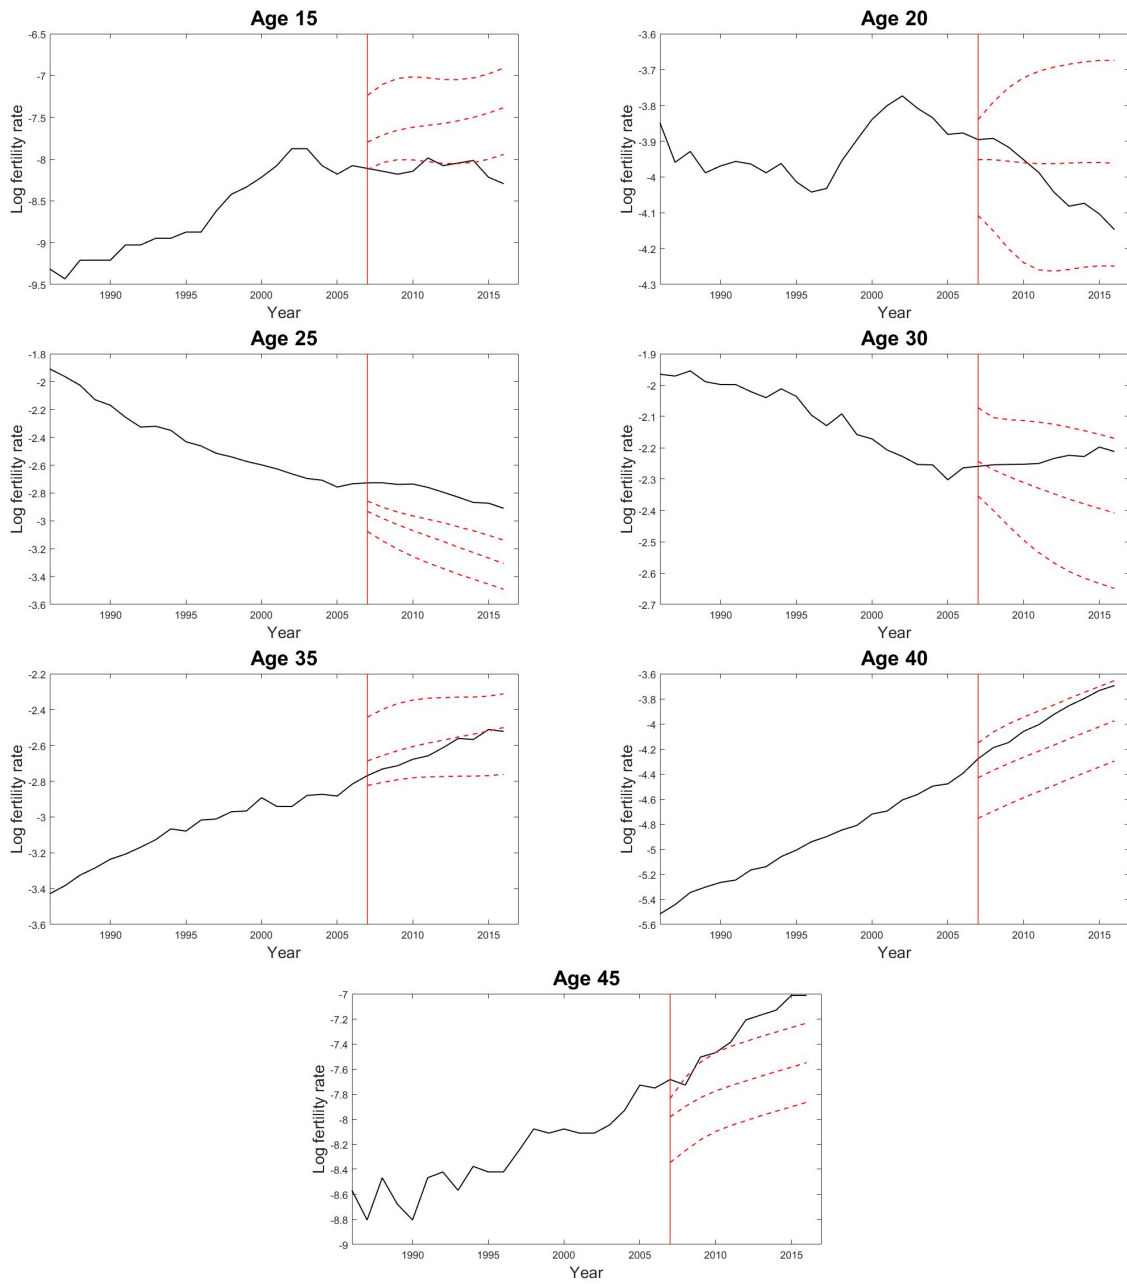 Age 15
Log fertility rate
-6.5
-7
-7.5
-8
-8.5
-9
-9.5
1990 1995 2000 2005 2010 2015
Year
Age 20
Log fertility rate
-3.6
-3.7
-3.8
-3.9
-4
-4.1
-4.2
-4.3
1990 1995 2000 2005 2010 2015
Year
Age 25
Log fertility rate
-1.8
-2
-2.2
-2.4
-2.6
-2.8
-3
-3.2
-3.4
-3.6
1990 1995 2000 2005 2010 2015
Year
Age 30
Log fertility rate
-1.9
-2
-2.1
-2.2
-2.3
-2.4
-2.5
-2.6
-2.7
1990 1995 2000 2005 2010 2015
Year
Age 35
Log fertility rate
-2.2
-2.4
-2.6
-2.8
-3
-3.2
-3.4
-3.6
1990 1995 2000 2005 2010 2015
Year
Age 40
Log fertility rate
-3.6
-3.8
-4
-4.2
-4.4
-4.6
-4.8
-5
-5.2
-5.4
-5.6
1990 1995 2000 2005 2010 2015
Year
Age 45
Log fertility rate
-7
-7.2
-7.4
-7.6
-7.8
-8
-8.2
-8.4
-8.6
-8.8
-9
1990 1995 2000 2005 2010 2015
Year